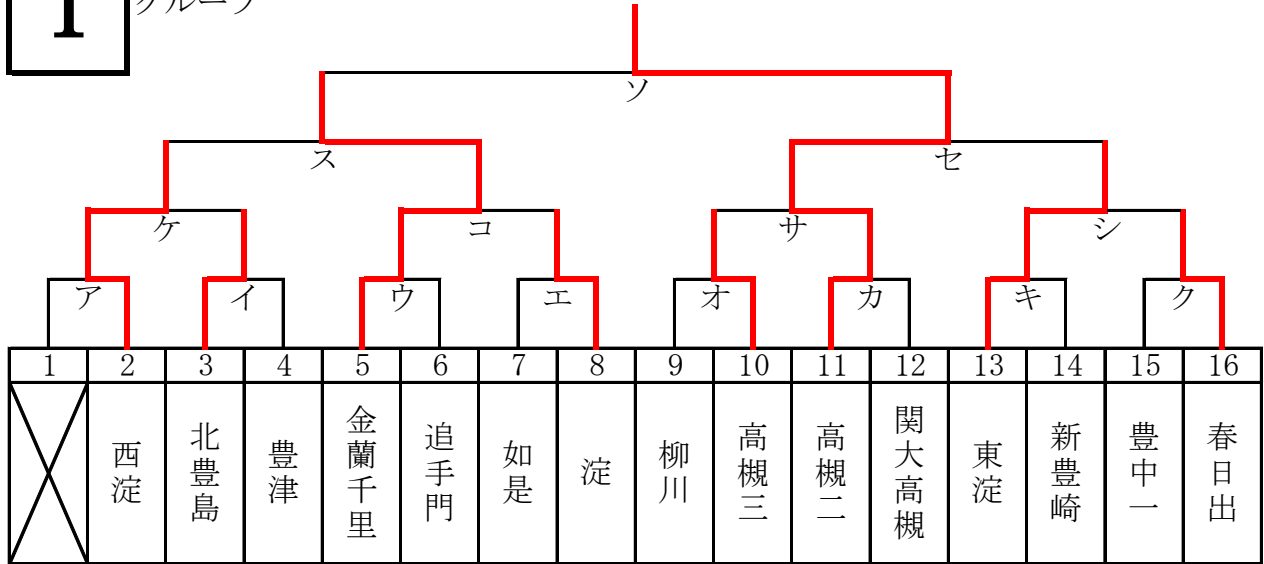 1 グループ
ソ
ス セ
ケ コ サ シ
ア イ ウ エ オ カ キ ク
1 2 3 4 5 6 7 8 9 10 11 12 13 14 15 16
西淀
北豊島
豊津
金蘭千里
追手門
如是
淀
柳川
高槻三
高槻二
関大高槻
東淀
新豊崎
豊中一
春日出